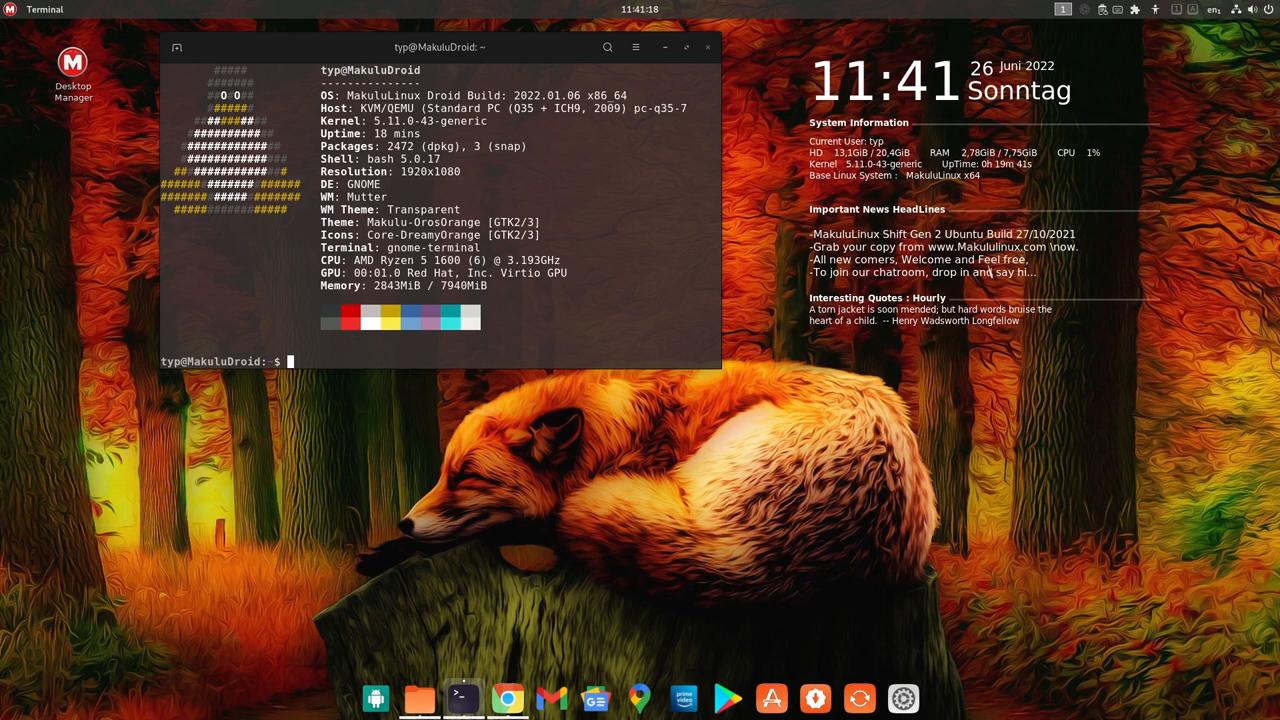 Terminal
11:41:18
1
en₁
Desktop
Manager
typ@MakuluDroid: ~
typ@MakuluDroid
---------------
OS: MakuluLinux Droid Build: 2022.01.06 x86 64
Host: KVM/QEMU (Standard PC (Q35 + ICH9, 2009) pc-q35-7
Kernel: 5.11.0-43-generic
Uptime: 18 mins
Packages: 2472 (dpkg), 3 (snap)
Shell: bash 5.0.17
Resolution: 1920x1080
DE: GNOME
WM: Mutter
WM Theme: Transparent
Theme: Makulu-OrosOrange [GTK2/3]
Icons: Core-DreamyOrange [GTK2/3]
Terminal: gnome-terminal
CPU: AMD Ryzen 5 1600 (6) @ 3.193GHz
GPU: 00:01.0 Red Hat, Inc. Virtio GPU
Memory: 2843MiB / 7940MiB
typ@MakuluDroid:~$
11:41 26 Juni 2022
Sonntag
System Information
Current User: typ
HD 13,1GiB / 20,4GiB RAM 2,78GiB / 7,75GiB CPU 1%
Kernel 5.11.0-43-generic UpTime: 0h 19m 41s
Base Linux System : MakuluLinux x64
Important News HeadLines
-MakuluLinux Shift Gen 2 Ubuntu Build 27/10/2021
-Grab your copy from www.Makululinux.com \now.
-All new comers, Welcome and Feel free,
-To join our chatroom, drop in and say hi...
Interesting Quotes : Hourly
A torn jacket is soon mended; but hard words bruise the
heart of a child. -- Henry Wadsworth Longfellow
GE
prime
video